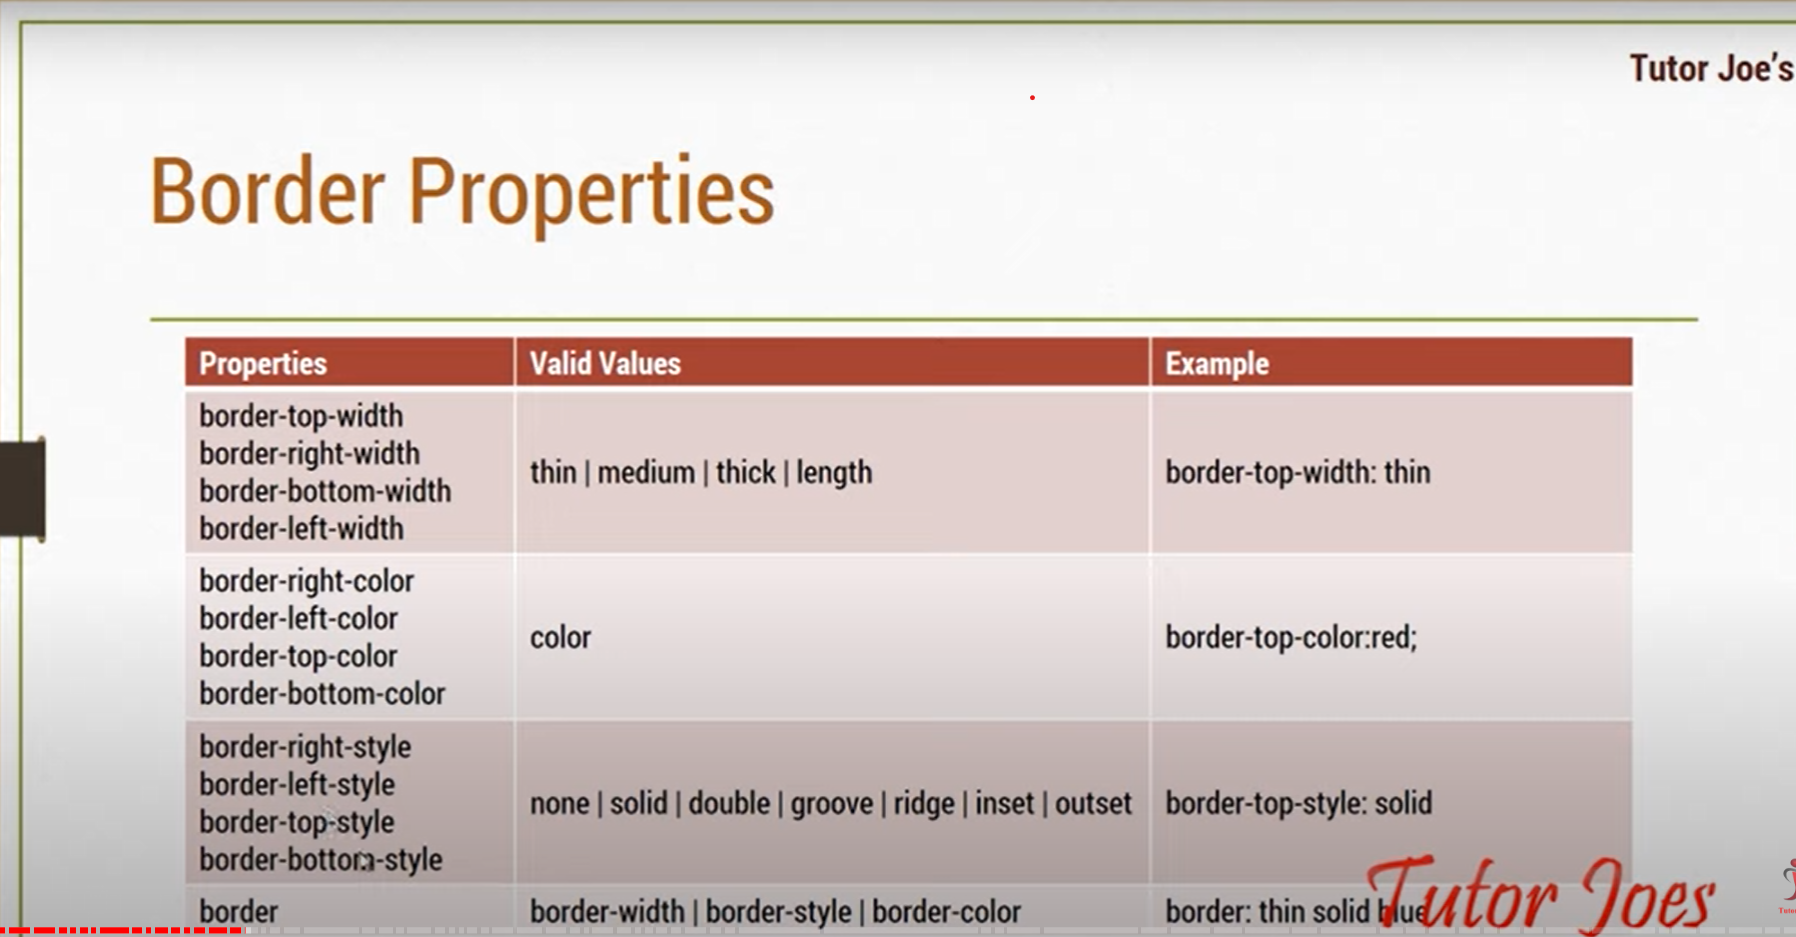 Tutor Joe's
Border Properties
Properties Valid Values Example
border-top-width
border-right-width
border-bottom-width
border-left-width
thin | medium | thick | length
border-top-width: thin
border-right-color
border-left-color
border-top-color
border-bottom-color
color
border-top-color:red;
border-right-style
border-left-style
border-top-style
border-bottom-style
none | solid | double | groove | ridge | inset | outset
border-top-style: solid
border border-width | border-style | border-color border: thin solid blue
Tutor Joes